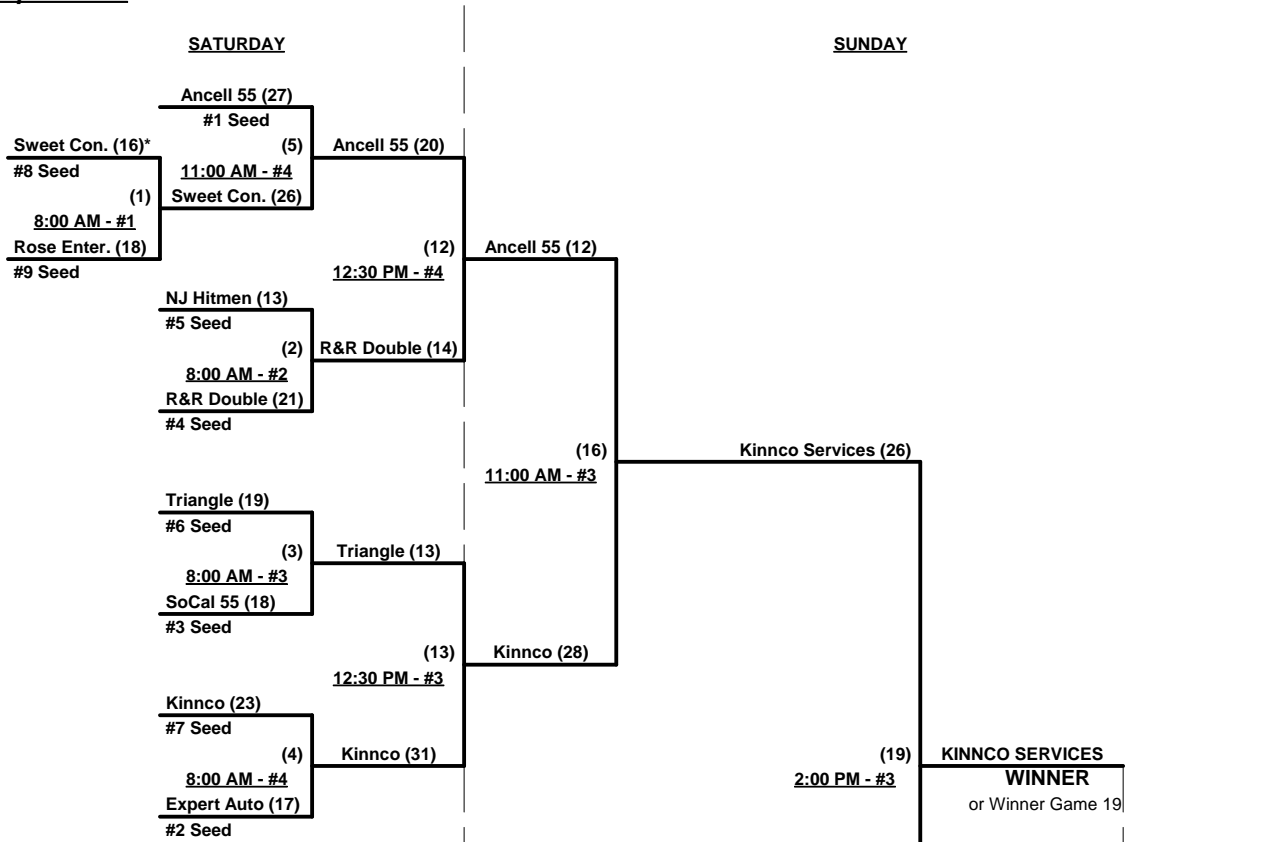 SATURDAY
SUNDAY
Ancell 55 (27)
#1 Seed
Sweet Con. (16)*
(5)
Ancell 55 (20)
#8 Seed
11:00 AM - #4
(1)
Sweet Con. (26)
8:00 AM - #1
Rose Enter. (18)
(12)
Ancell 55 (12)
#9 Seed
12:30 PM - #4
NJ Hitmen (13)
#5 Seed
(2)
R&R Double (14)
8:00 AM - #2
R&R Double (21)
#4 Seed
(16)
Kinnco Services (26)
11:00 AM - #3
Triangle (19)
#6 Seed
(3)
Triangle (13)
8:00 AM - #3
SoCal 55 (18)
#3 Seed
(13)
Kinnco (28)
12:30 PM - #3
Kinnco (23)
#7 Seed
(4)
Kinnco (31)
(19)
KINNCO SERVICES
8:00 AM - #4
2:00 PM - #3
WINNER
Expert Auto (17)
or Winner Game 19
#2 Seed